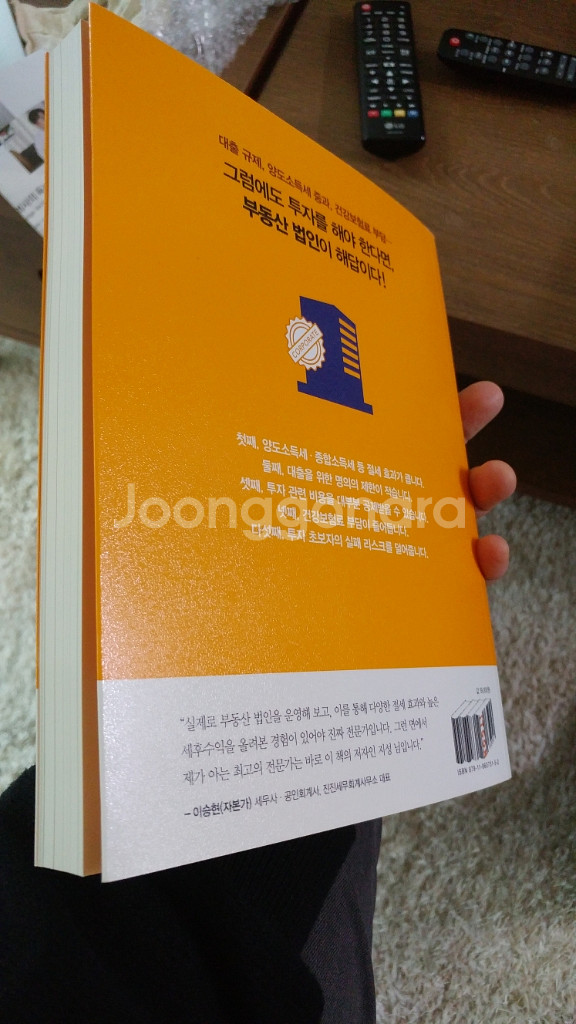 대출 규제, 양도소득세 중과, 건강보험료 부담…
그럼에도 투자를 해야 한다면,
부동산 법인이 해답이다!
CORPORATE
첫째, 양도소득세 · 종합소득세 등 절세 효과가 큽니다.
둘째, 대출을 위한 명의의 제한이 적습니다.
셋째, 투자 관련 비용을 대부분 공제받을 수 있습니다.
넷째, 건강보험료 부담이 줄어듭니다.
다섯째, 투자 초보자의 실패 리스크를 덜어줍니다.
Joonggonara
"실제로 부동산 법인을 운영해 보고, 이를 통해 다양한 절세 효과와 높은
세후수익을 올려본 경험이 있어야 진짜 전문가입니다. 그런 면에서
제가 아는 최고의 전문가는 바로 이 책의 저자인 지성 님입니다."
– 이승현(자본가) 세무사 · 공인회계사, 진진세무회계사무소 대표
ISBN
LG